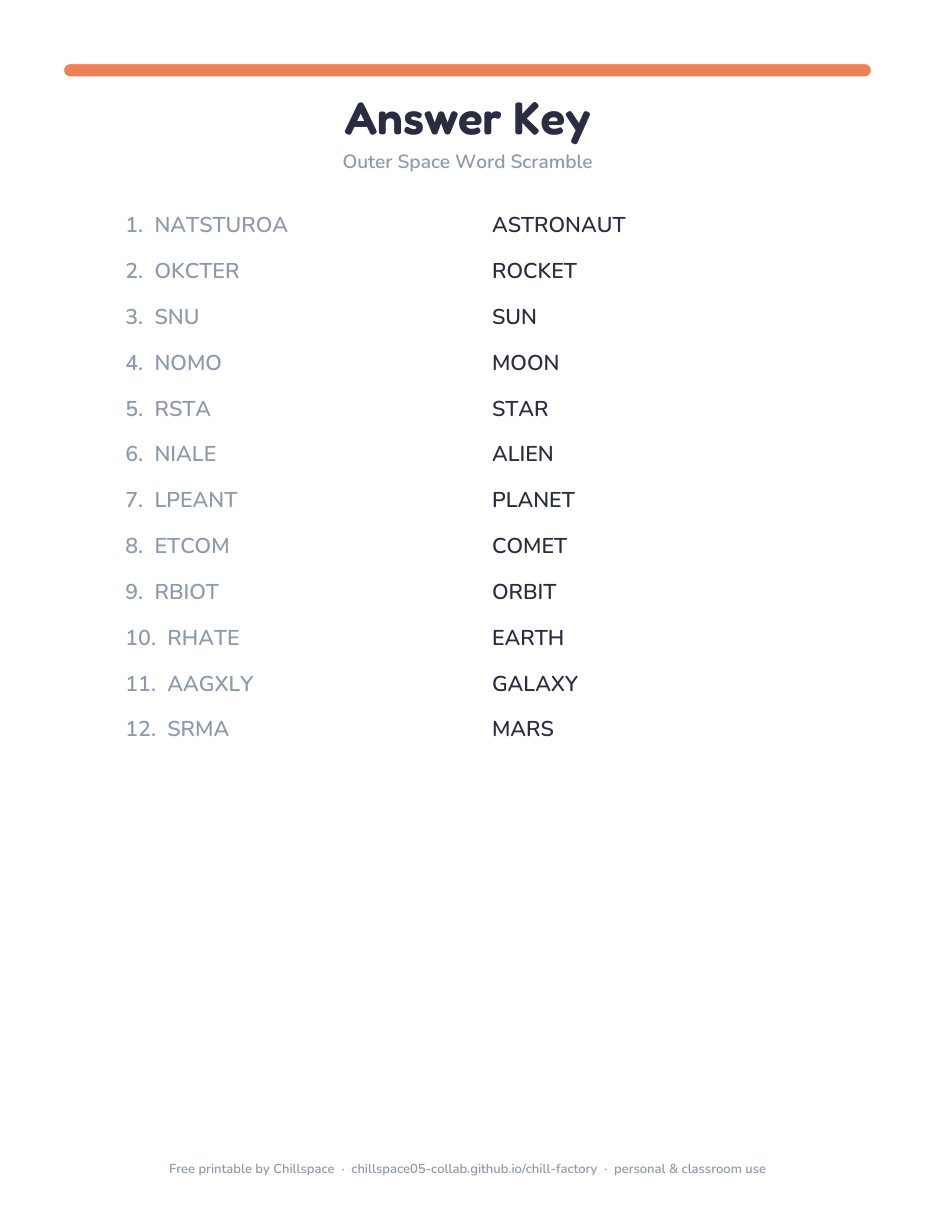 Answer Key
Outer Space Word Scramble
1. NATSTUROA ASTRONAUT
2. OKCTER ROCKET
3. SNU SUN
4. NOMO MOON
5. RSTA STAR
6. NIALE ALIEN
7. LPEANT PLANET
8. ETCOM COMET
9. RBIOT ORBIT
10. RHATE EARTH
11. AAGXLY GALAXY
12. SRMA MARS
Free printable by Chillspace · chillspace05-collab.github.io/chill-factory · personal & classroom use